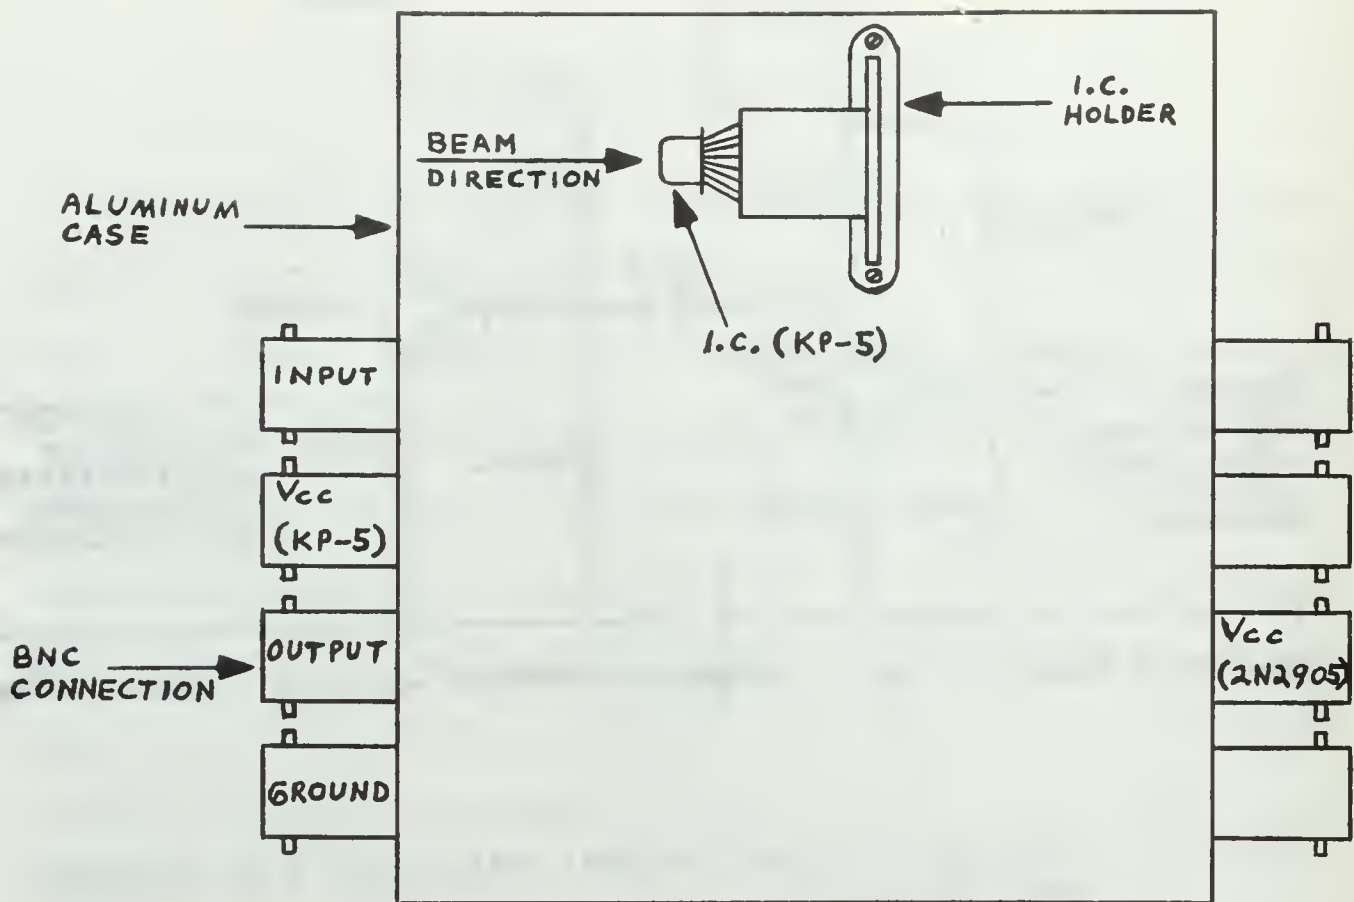 I.C.
HOLDER
BEAM
DIRECTION
ALUMINUM
CASE
I.C. (KP-5)
INPUT
Vcc
(KP-5)
BNC
CONNECTION
OUTPUT
Vcc
(2N2905)
GROUND